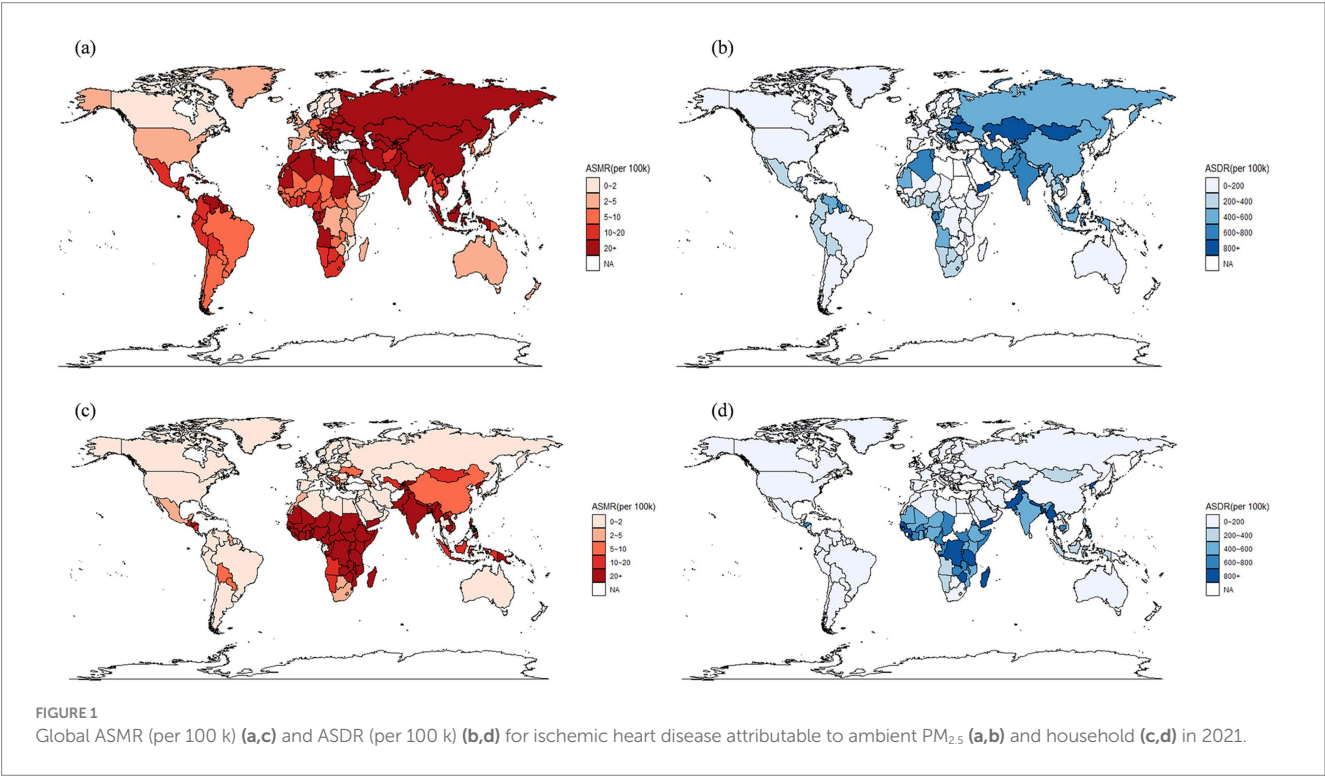 (a)
ASMR(per 100k)
0~2
2~5
5~10
10~20
20+
NA
(b)
ASDR(per 100k)
0~200
200~400
400~600
600~800
800+
NA
(c)
ASMR(per 100k)
0~2
2~5
5~10
10~20
20+
NA
(d)
ASDR(per 100k)
0~200
200~400
400~600
600~800
800+
NA
FIGURE 1
Global ASMR (per 100 k) (a,c) and ASDR (per 100 k) (b,d) for ischemic heart disease attributable to ambient PM₂.₅ (a,b) and household (c,d) in 2021.